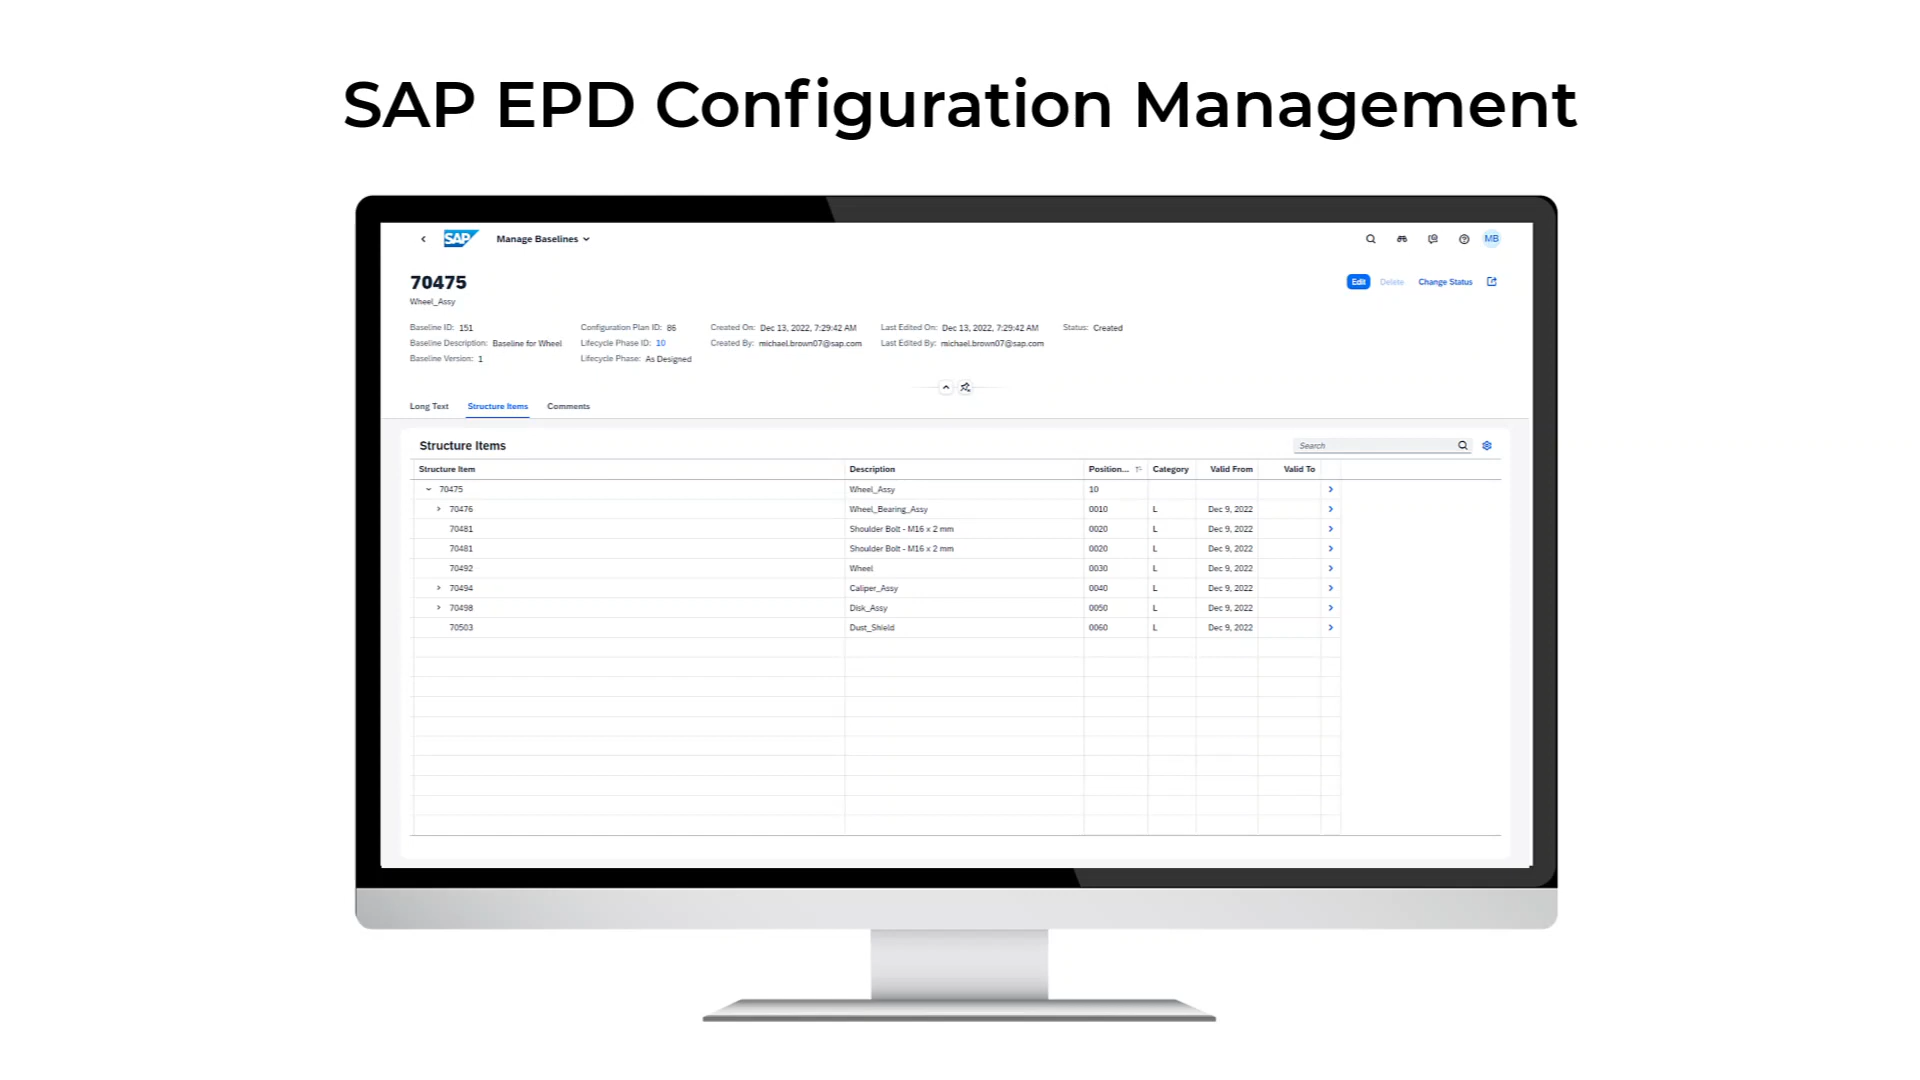 SAP EPD Configuration Management
SAP Manage Baselines MB
70475 Edit Delete Change Status
Wheel_Assy
Baseline ID: 151 Configuration Plan ID: 86 Created On: Dec 13, 2022, 7:29:42 AM Last Edited On: Dec 13, 2022, 7:29:42 AM Status: Created
Baseline Description: Baseline for Wheel Lifecycle Phase ID: 10 Created By: michael.brown07@sap.com Last Edited By: michael.brown07@sap.com
Baseline Version: 1 Lifecycle Phase: As Designed
Long Text Structure Items Comments
Structure Items Search
Structure Item Description Position... Category Valid From Valid To
70475 Wheel_Assy 10
70476 Wheel_Bearing_Assy 0010 L Dec 9, 2022
70481 Shoulder Bolt - M16 x 2 mm 0020 L Dec 9, 2022
70481 Shoulder Bolt - M16 x 2 mm 0020 L Dec 9, 2022
70492 Wheel 0030 L Dec 9, 2022
70494 Caliper_Assy 0040 L Dec 9, 2022
70498 Disk_Assy 0050 L Dec 9, 2022
70503 Dust_Shield 0060 L Dec 9, 2022